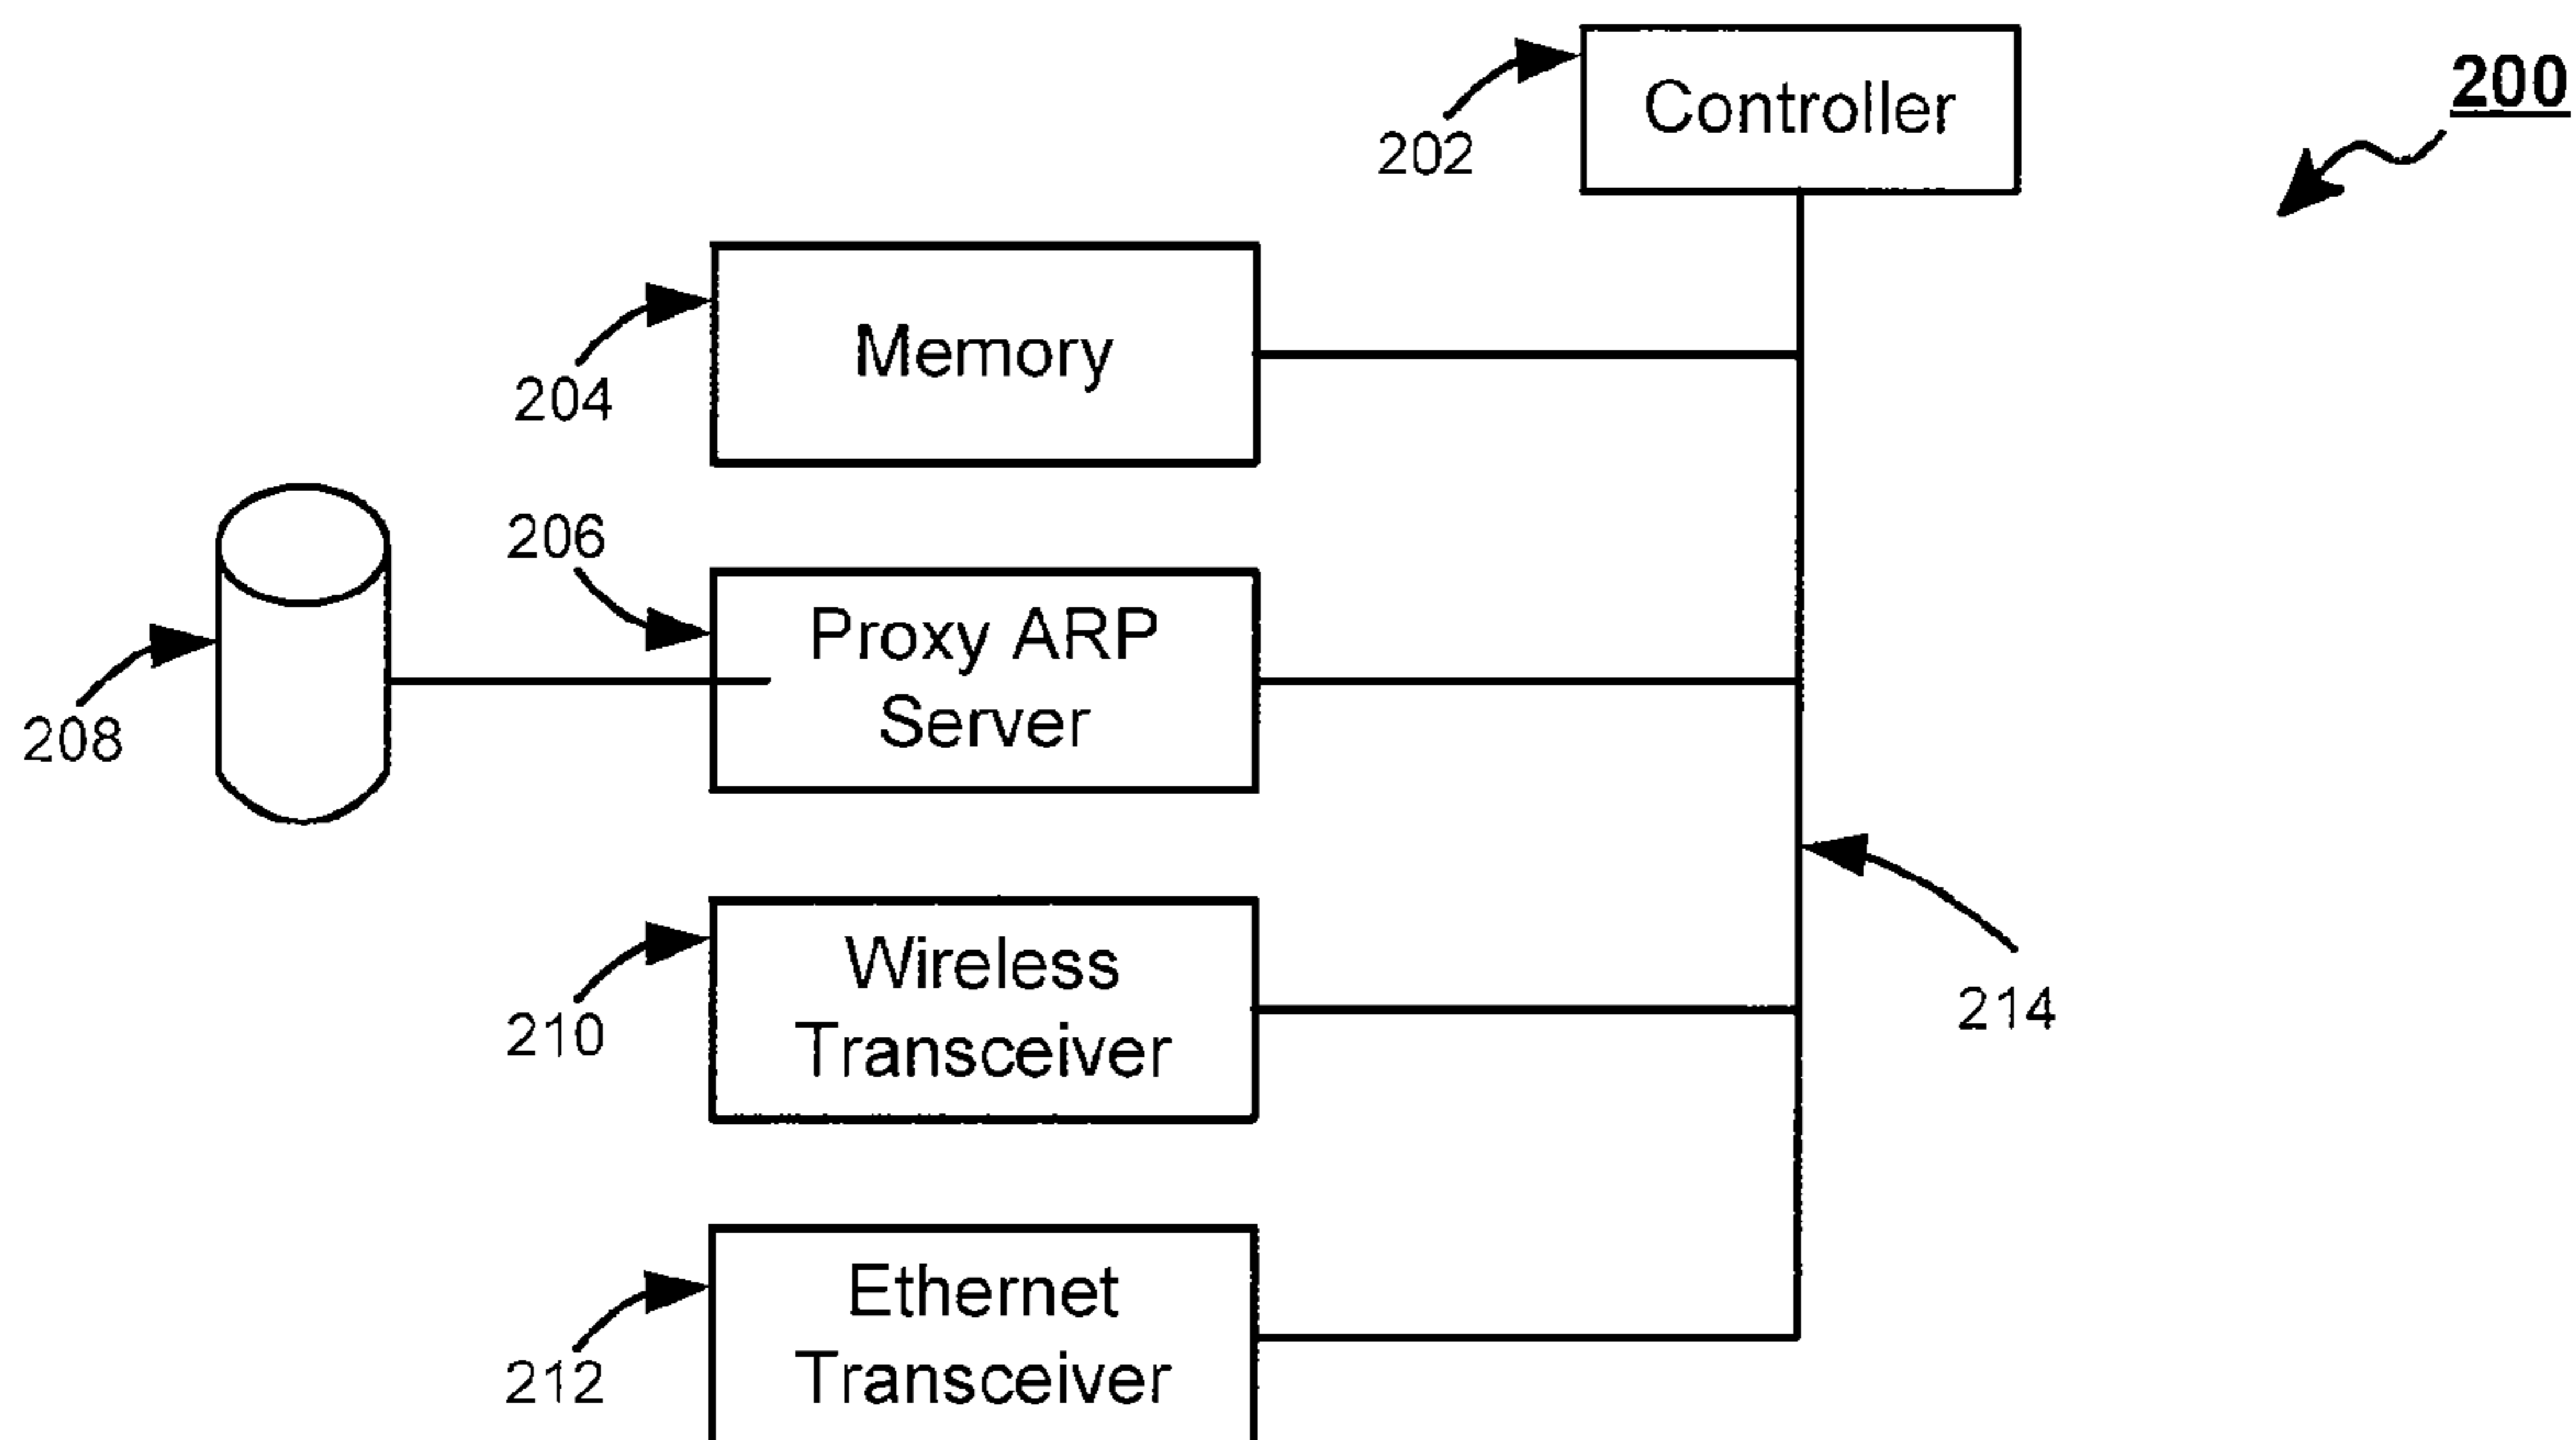 200
Controller
202
Memory
204
206
Proxy ARP
Server
208
Wireless
Transceiver
210
214
Ethernet
Transceiver
212